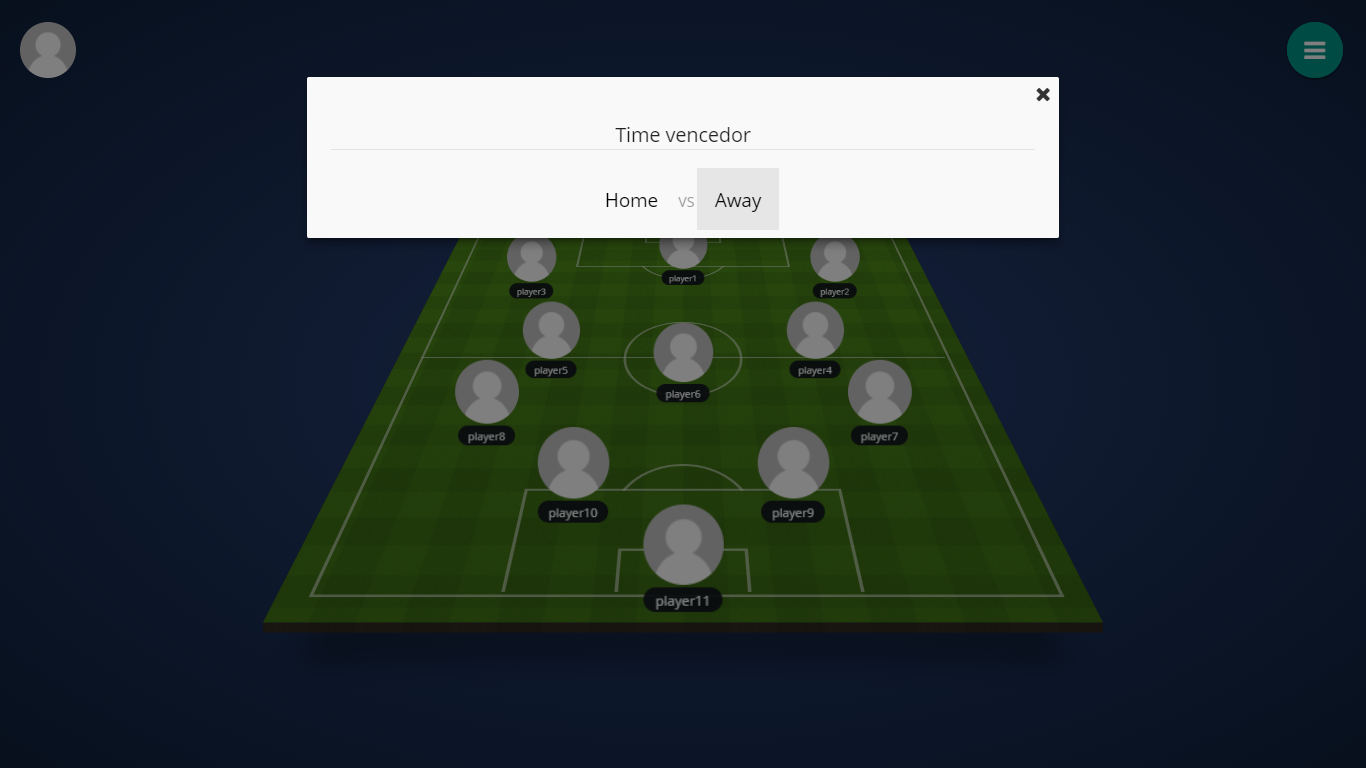 Time vencedor
Home vs Away
player3 player1 player2
player5 player6 player4
player8 player7
player10 player9
player11